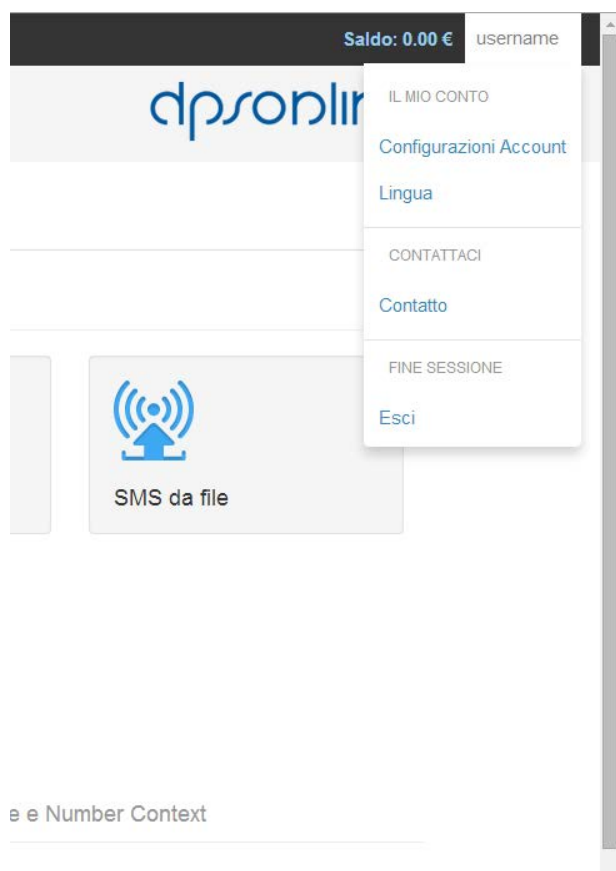 Saldo: 0.00 € username
dpsonlin
IL MIO CONTO
Configurazioni Account
Lingua
CONTATTACI
Contatto
FINE SESSIONE
Esci
SMS da file
e e Number Context